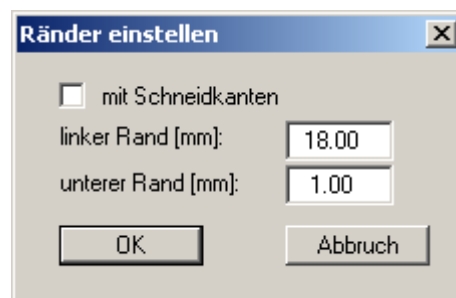 Ränder einstellen
mit Schneidkanten
linker Rand [mm]: 18.00
unterer Rand [mm]: 1.00
OK Abbruch